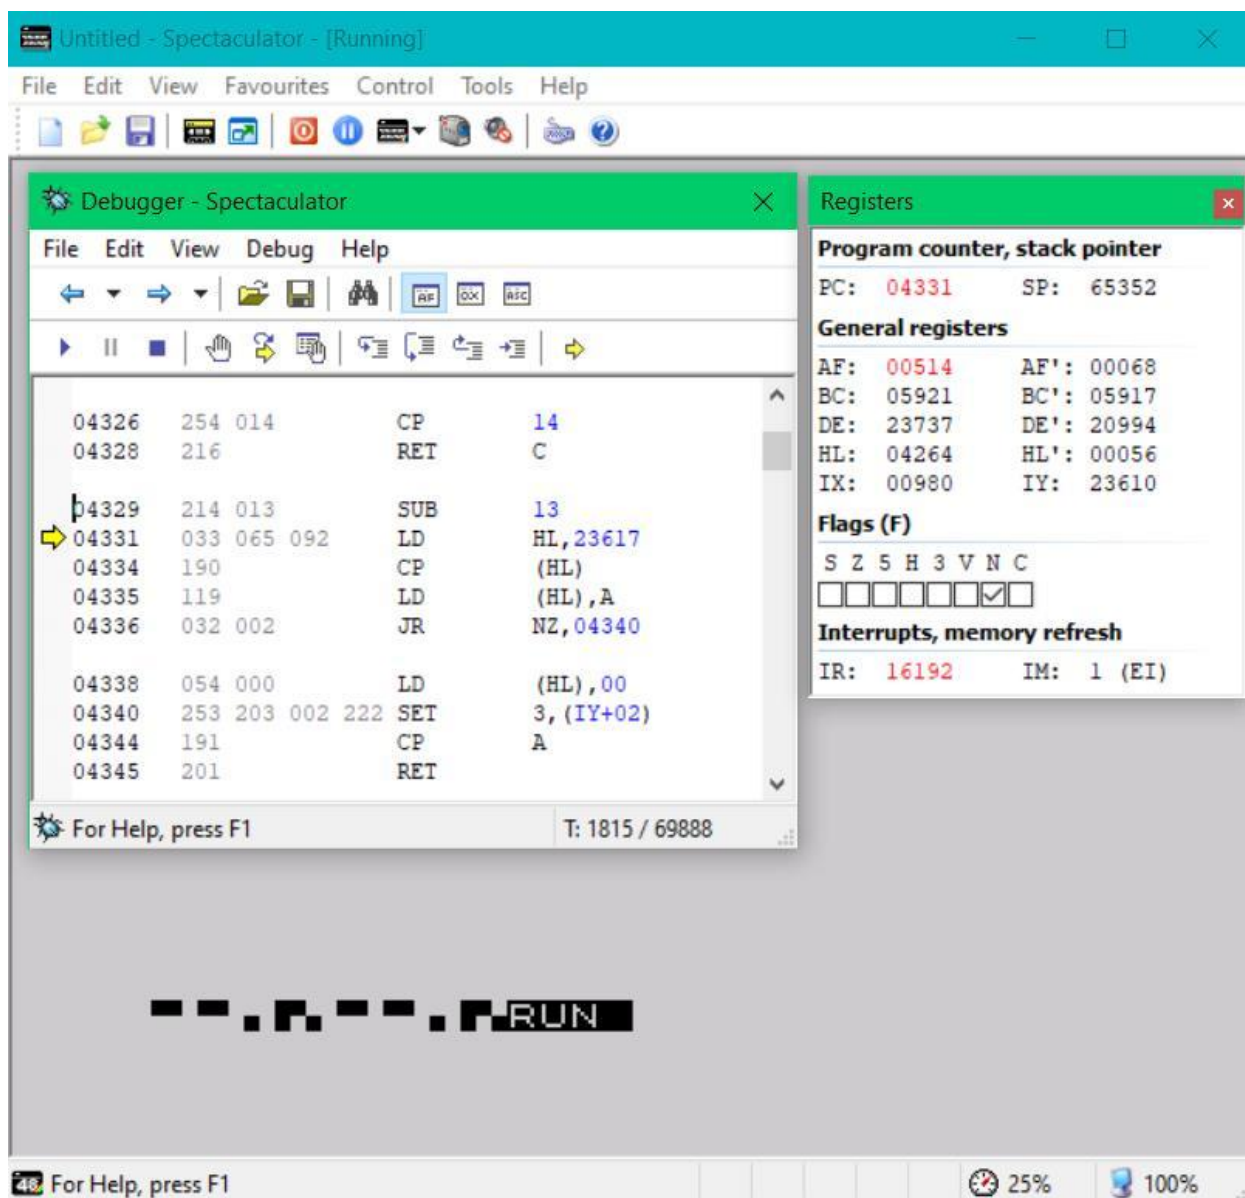 Untitled - Spectaculator - [Running]
File Edit View Favourites Control Tools Help
Debugger - Spectaculator
File Edit View Debug Help
04326 254 014 CP 14
04328 216 RET C
04329 214 013 SUB 13
04331 033 065 092 LD HL,23617
04334 190 CP (HL)
04335 119 LD (HL),A
04336 032 002 JR NZ,04340
04338 054 000 LD (HL),00
04340 253 203 002 222 SET 3,(IY+02)
04344 191 CP A
04345 201 RET
For Help, press F1 T: 1815 / 69888
Registers
Program counter, stack pointer
PC: 04331 SP: 65352
General registers
AF: 00514 AF': 00068
BC: 05921 BC': 05917
DE: 23737 DE': 20994
HL: 04264 HL': 00056
IX: 00980 IY: 23610
Flags (F)
S Z 5 H 3 V N C
Interrupts, memory refresh
IR: 16192 IM: 1 (EI)
RUN
For Help, press F1 25% 100%